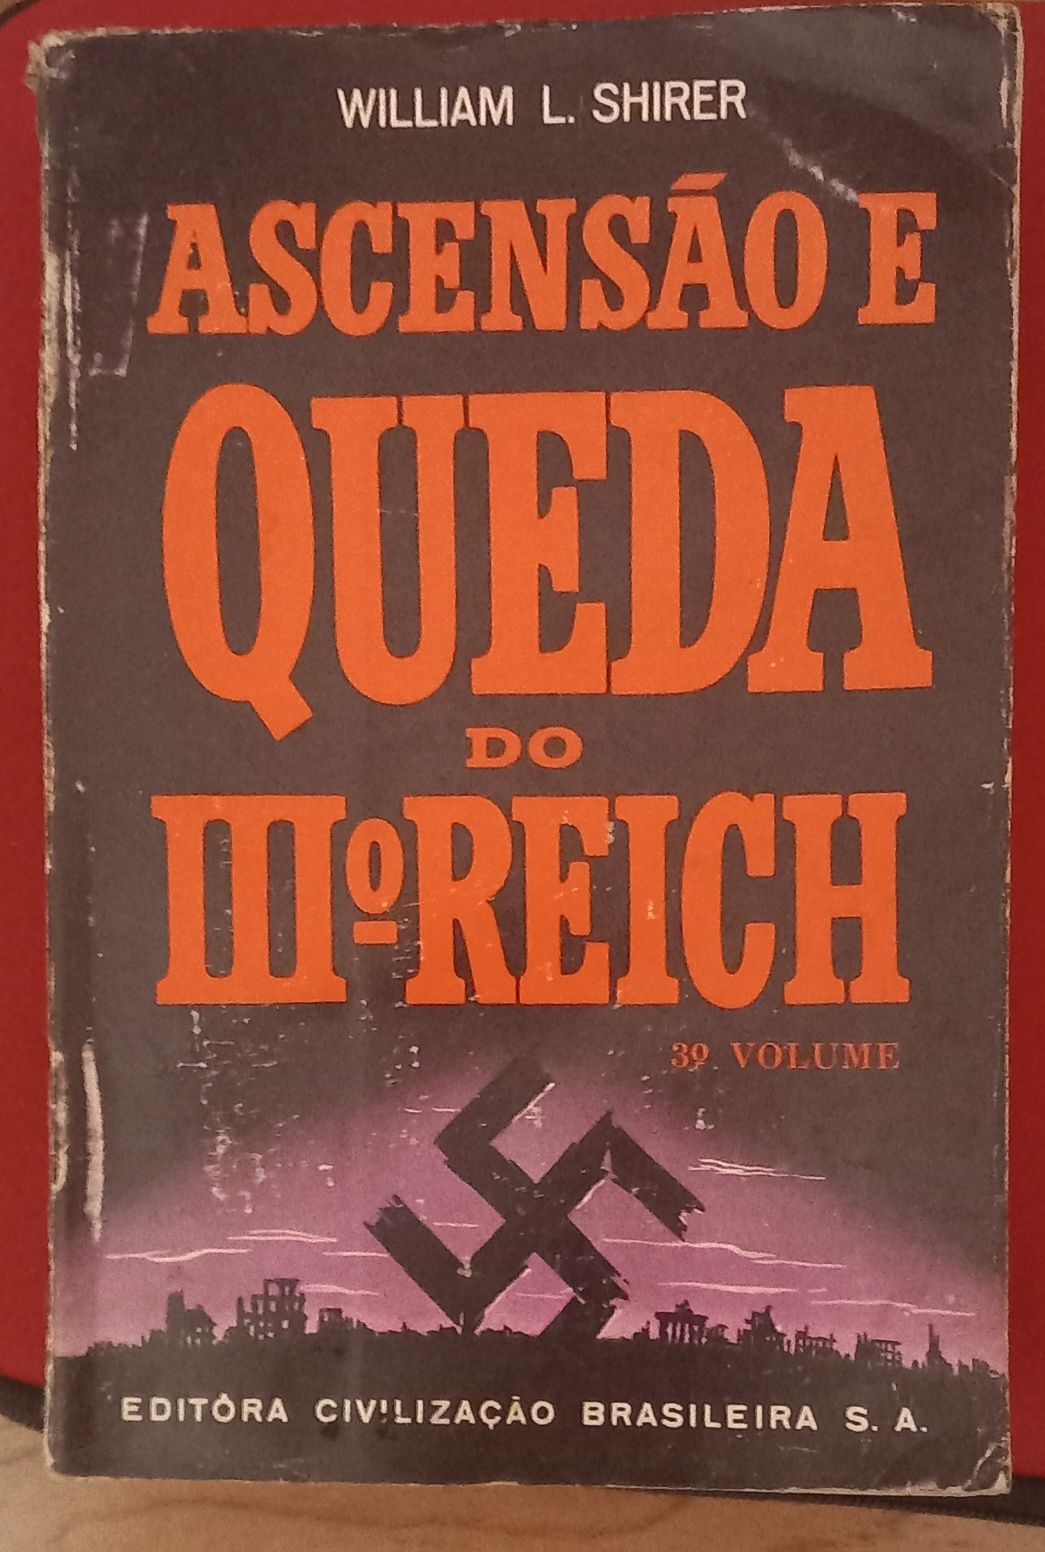 WILLIAM L. SHIRER
ASCENSÃO E
QUEDA
DO
IIIº REICH
3º VOLUME
EDITÔRA CIVILIZAÇÃO BRASILEIRA S. A.